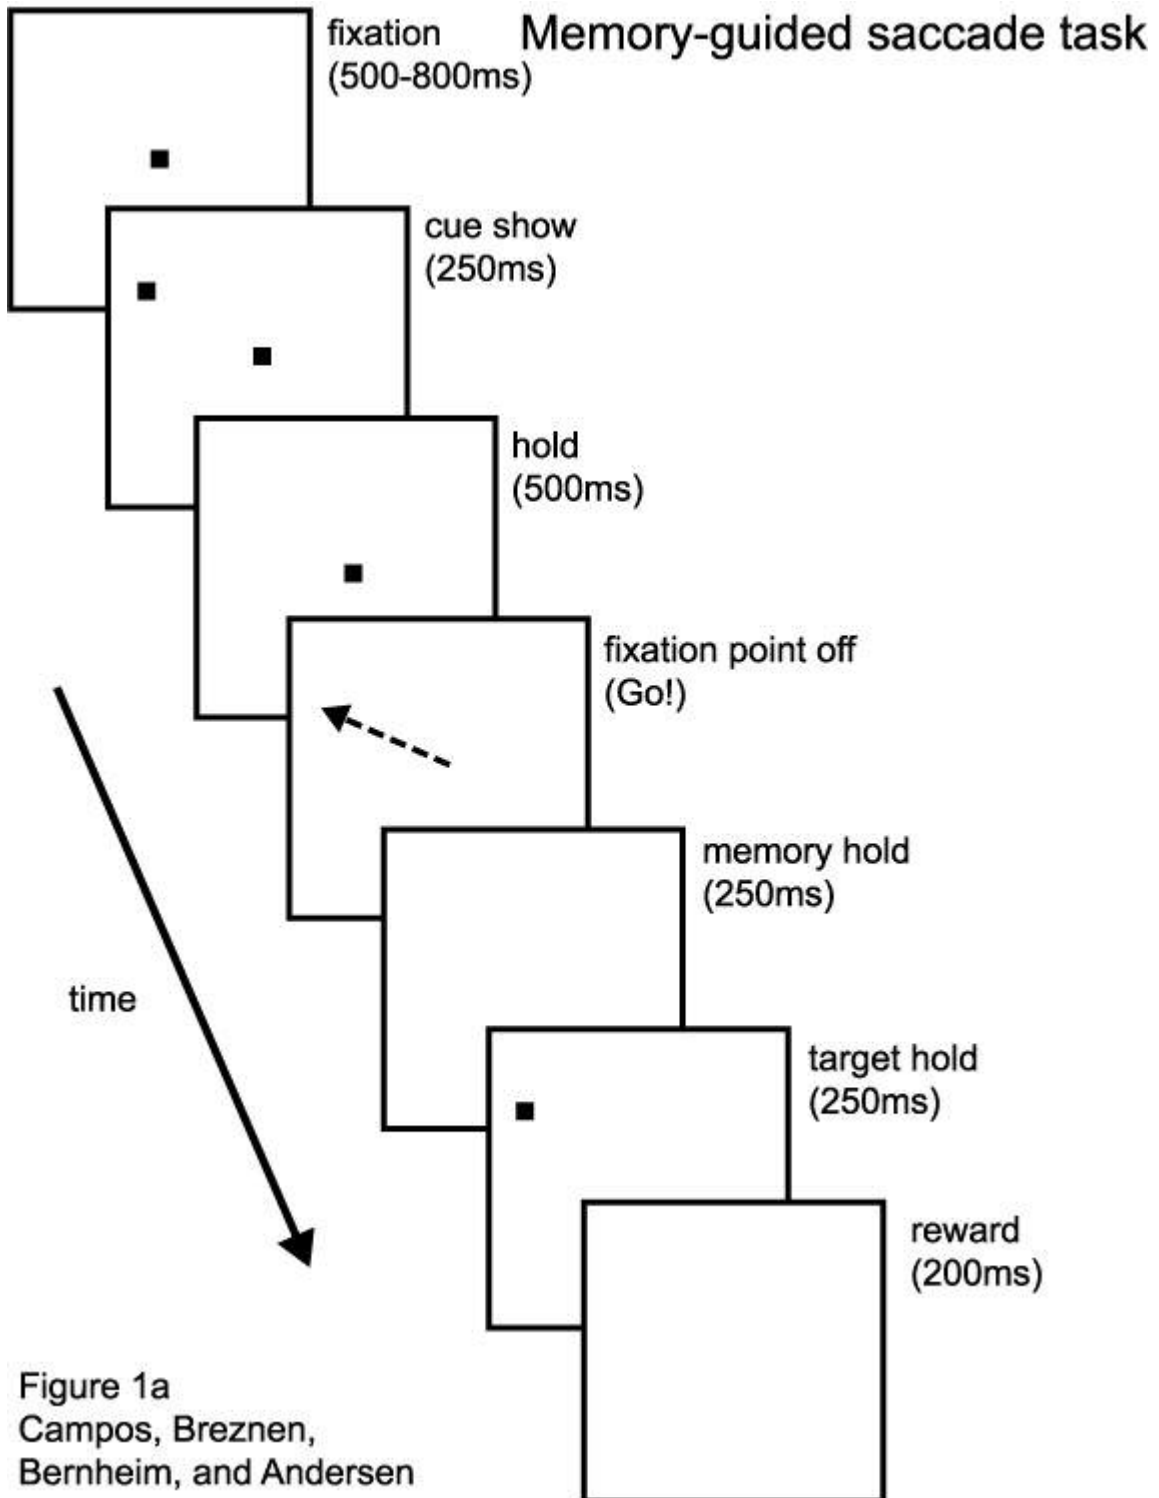 Memory-guided saccade task
fixation
(500-800ms)
cue show
(250ms)
hold
(500ms)
fixation point off
(Go!)
memory hold
(250ms)
time
target hold
(250ms)
reward
(200ms)
Figure 1a
Campos, Breznen,
Bernheim, and Andersen